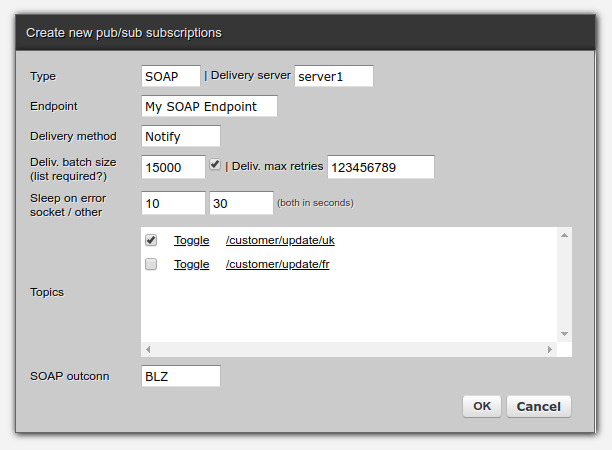 Create new pub/sub subscriptions
Type SOAP | Delivery server server1
Endpoint My SOAP Endpoint
Delivery method Notify
Deliv. batch size
(list required?) 15000 | Deliv. max retries 123456789
Sleep on error
socket / other 10 30 (both in seconds)
Toggle /customer/update/uk
Toggle /customer/update/fr
Topics
SOAP outconn BLZ
OK Cancel